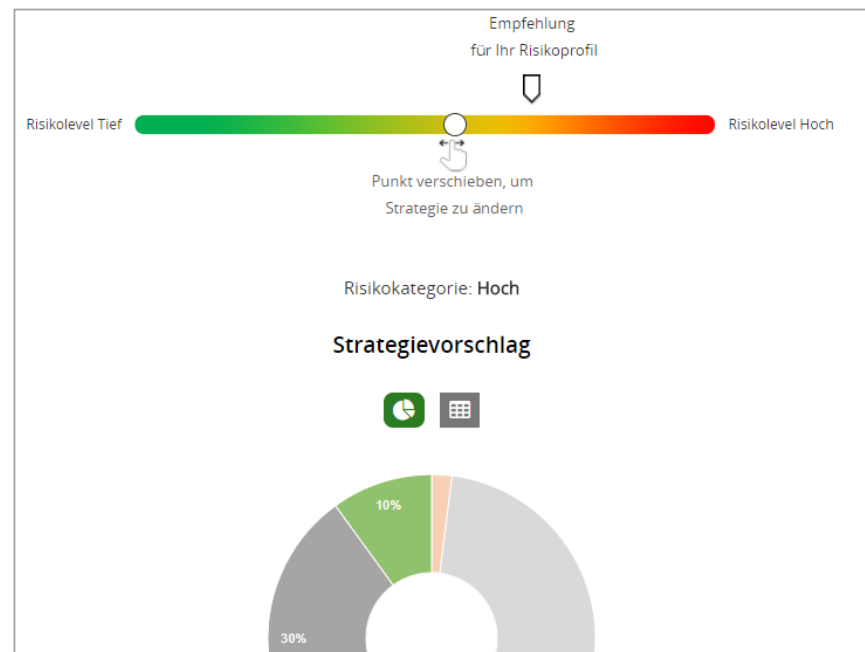 Empfehlung
für Ihr Risikoprofil
Risikolevel Tief
Risikolevel Hoch
Punkt verschieben, um
Strategie zu ändern
Risikokategorie: Hoch
Strategievorschlag
10%
30%